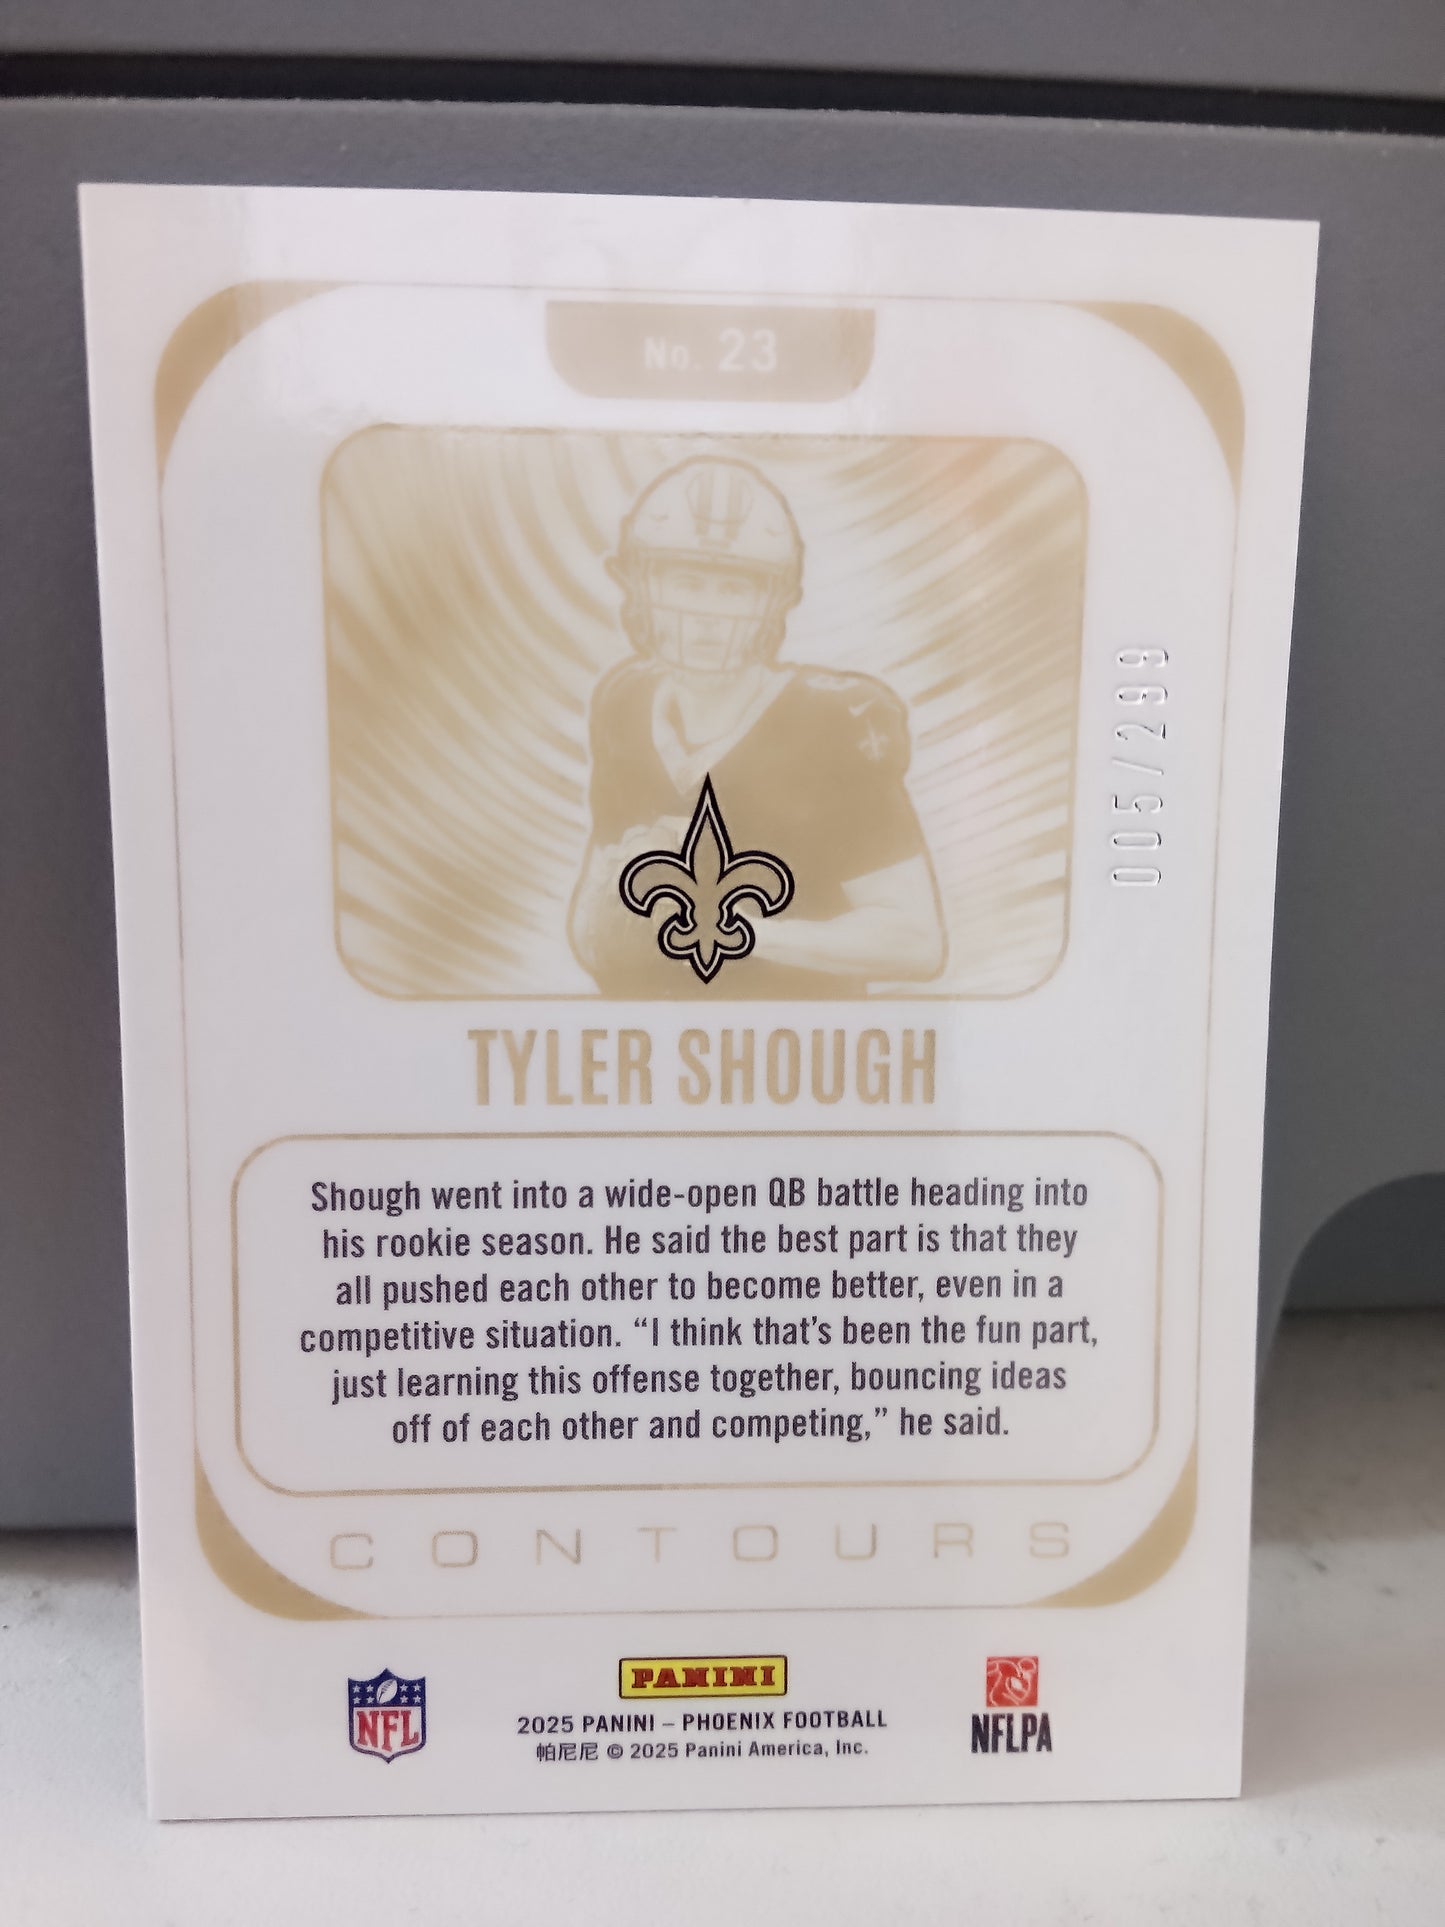 No. 23
005/299
TYLER SHOUGH
Shough went into a wide-open QB battle heading into
his rookie season. He said the best part is that they
all pushed each other to become better, even in a
competitive situation. “I think that’s been the fun part,
just learning this offense together, bouncing ideas
off of each other and competing,” he said.
CONTOURS
NFL
PANINI
2025 PANINI – PHOENIX FOOTBALL
帕尼尼 © 2025 Panini America, Inc.
NFLPA